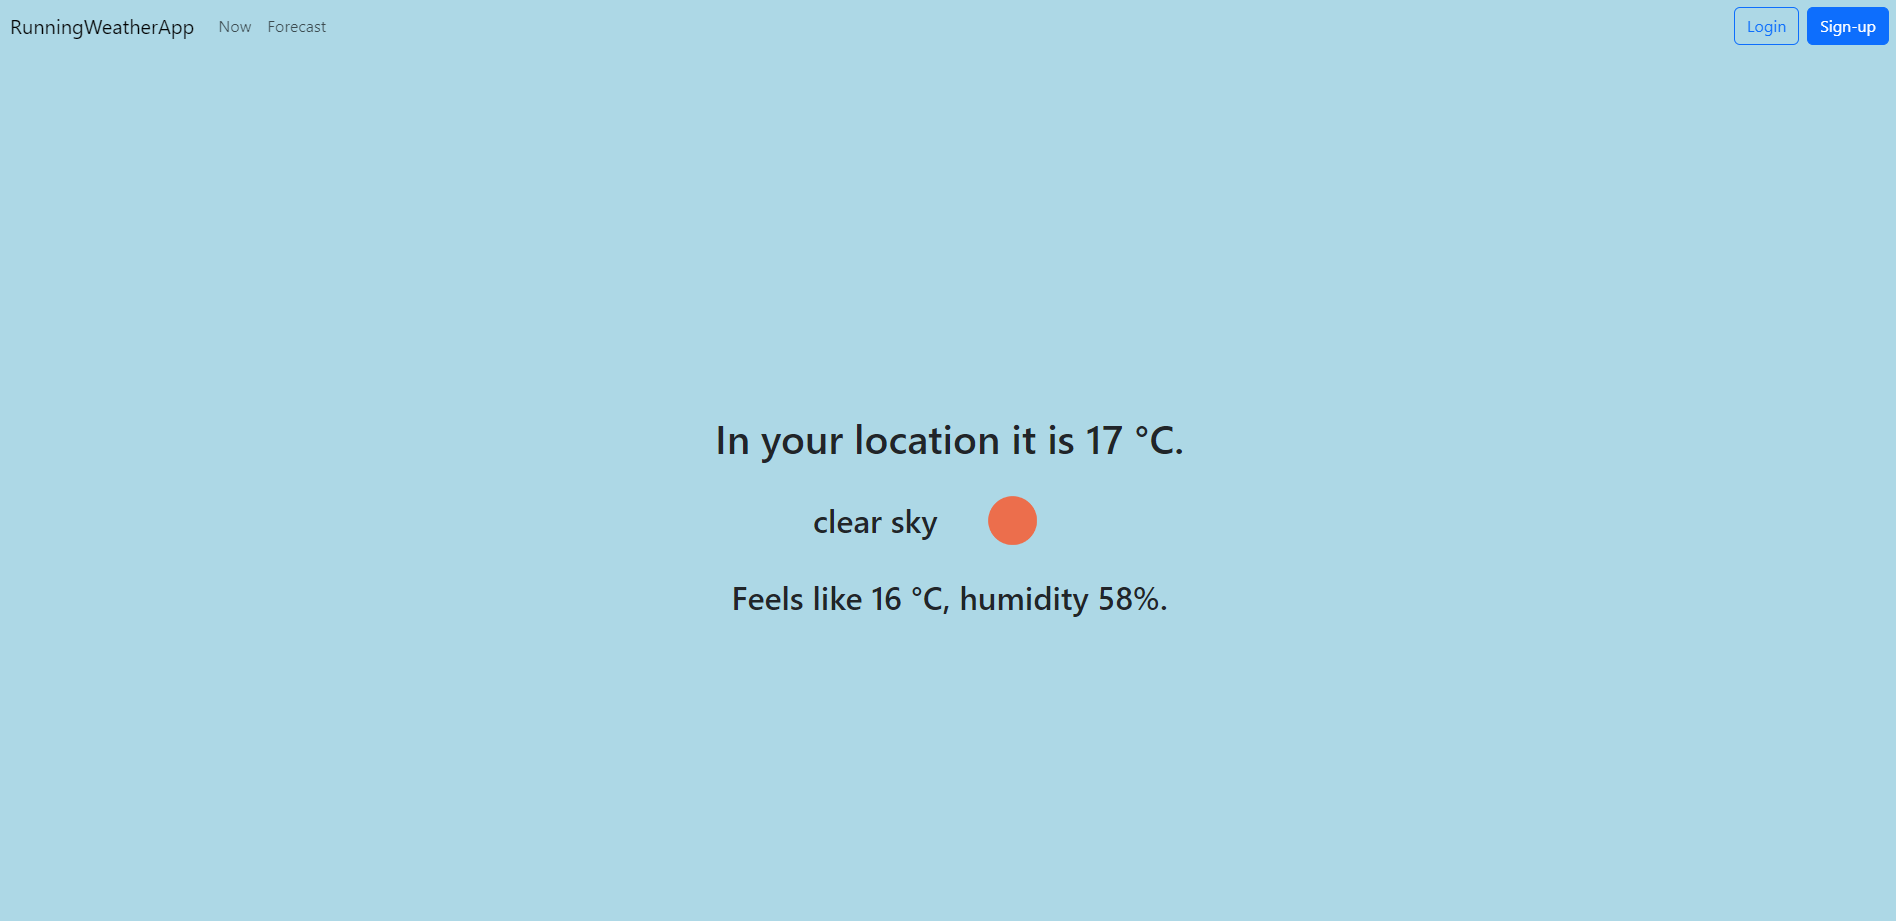 RunningWeatherApp Now Forecast Login Sign-up
In your location it is 17 °C.
clear sky
Feels like 16 °C, humidity 58%.